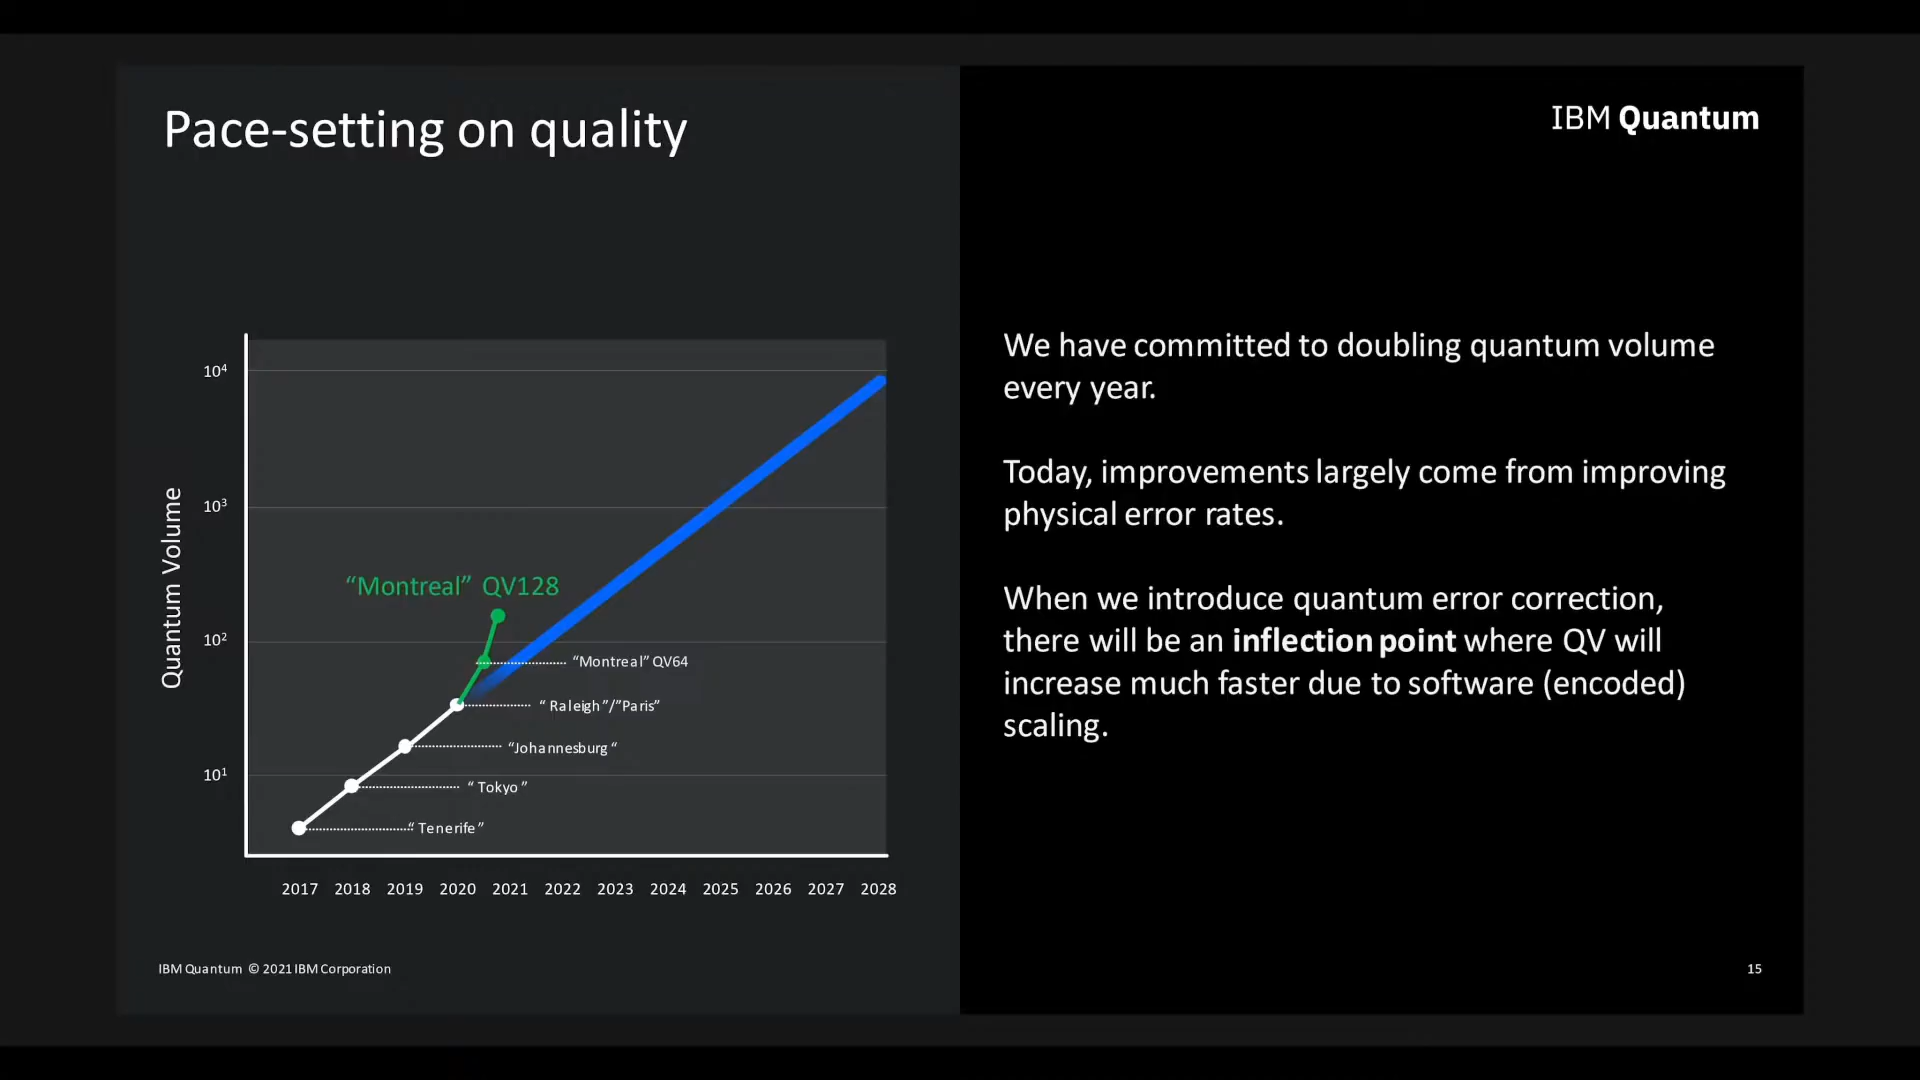 Pace-setting on quality
IBM Quantum
Quantum Volume
10⁴
10³
10²
10¹
“Montreal” QV128
“Montreal” QV64
“Raleigh”/”Paris”
“Johannesburg “
“ Tokyo ”
“ Tenerife”
2017 2018 2019 2020 2021 2022 2023 2024 2025 2026 2027 2028
We have committed to doubling quantum volume
every year.
Today, improvements largely come from improving
physical error rates.
When we introduce quantum error correction,
there will be an inflection point where QV will
increase much faster due to software (encoded)
scaling.
IBM Quantum © 2021 IBM Corporation
15